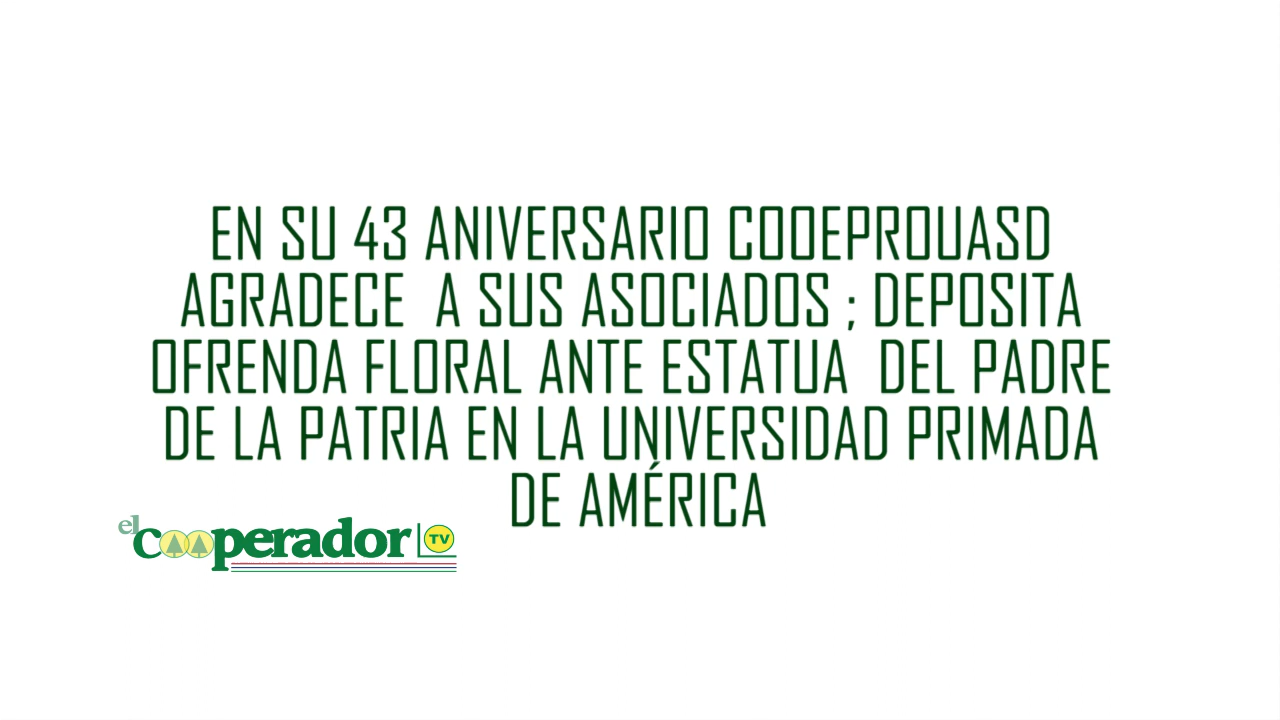 EN SU 43 ANIVERSARIO COOEPROUASD
AGRADECE A SUS ASOCIADOS ; DEPOSITA
OFRENDA FLORAL ANTE ESTATUA DEL PADRE
DE LA PATRIA EN LA UNIVERSIDAD PRIMADA
DE AMÉRICA
el cooperador TV